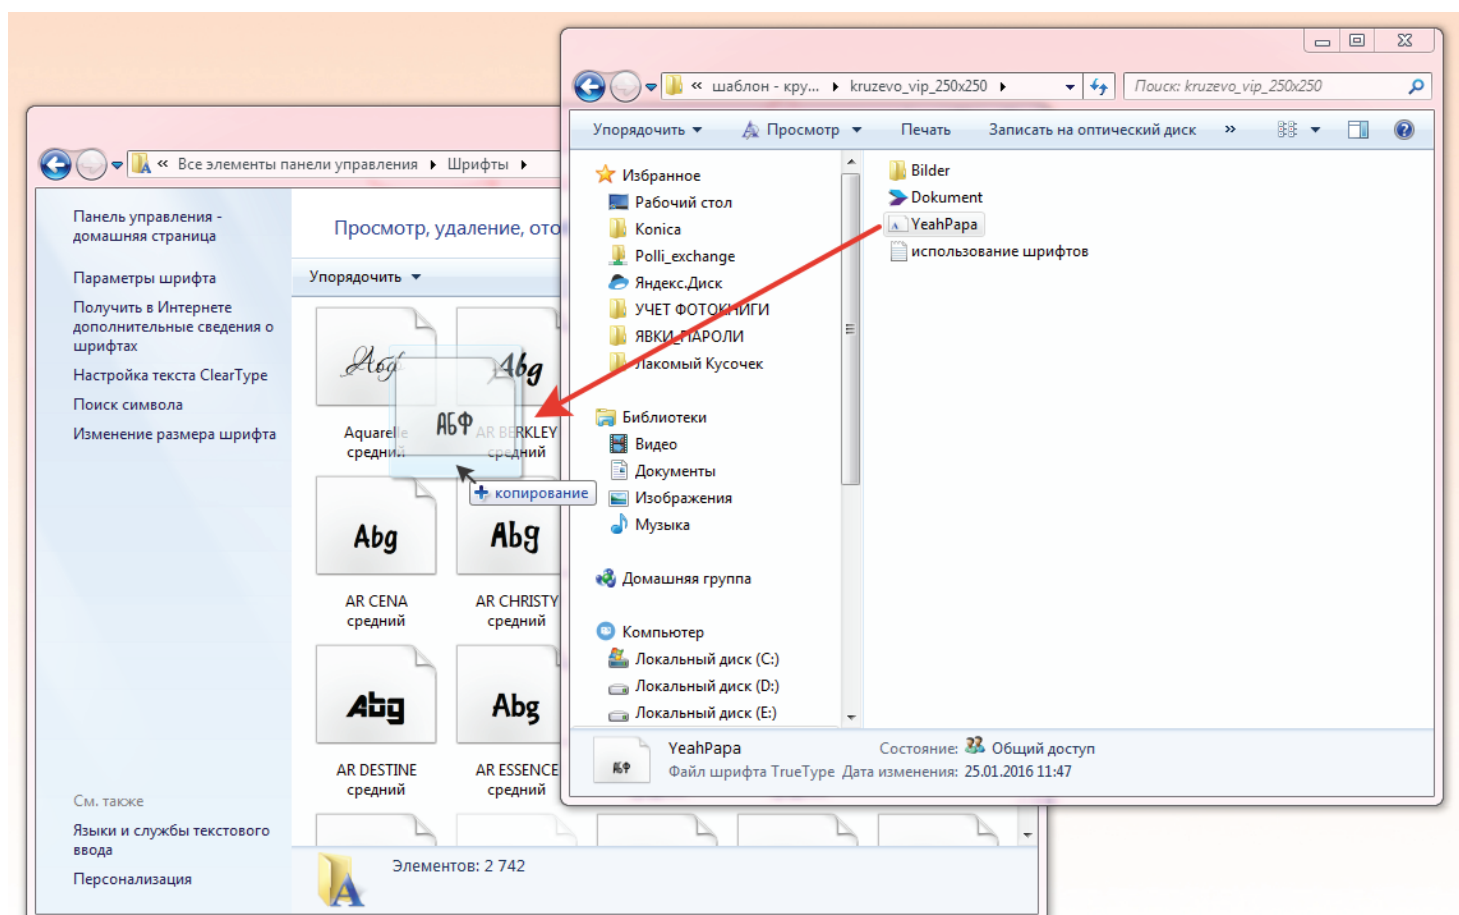 « шаблон - кру... kruzevo_vip_250x250
Поиск: kruzevo_vip_250x250
Упорядочить Просмотр Печать Записать на оптический диск »
Избранное
Рабочий стол
Konica
Polli_exchange
Яндекс.Диск
УЧЕТ ФОТОКНИГИ
ЯВКИ_ПАРОЛИ
Лакомый Кусочек
Библиотеки
Видео
Документы
Изображения
Музыка
Домашняя группа
Компьютер
Локальный диск (C:)
Локальный диск (D:)
Локальный диск (E:)
Bilder
Dokument
YeahPapa
использование шрифтов
АБФ
YeahPapa Состояние: Общий доступ
Файл шрифта TrueType Дата изменения: 25.01.2016 11:47
« Все элементы панели управления Шрифты
Панель управления -
домашняя страница
Параметры шрифта
Получить в Интернете
дополнительные сведения о
шрифтах
Настройка текста ClearType
Поиск символа
Изменение размера шрифта
См. также
Языки и службы текстового
ввода
Персонализация
Просмотр, удаление, ото
Упорядочить
Абф Abg
АБФ
Aquarelle AR BERKLEY
средний средний
копирование
Abg Abg
AR CENA AR CHRISTY
средний средний
Abg Abg
AR DESTINE AR ESSENCE
средний средний
Элементов: 2 742